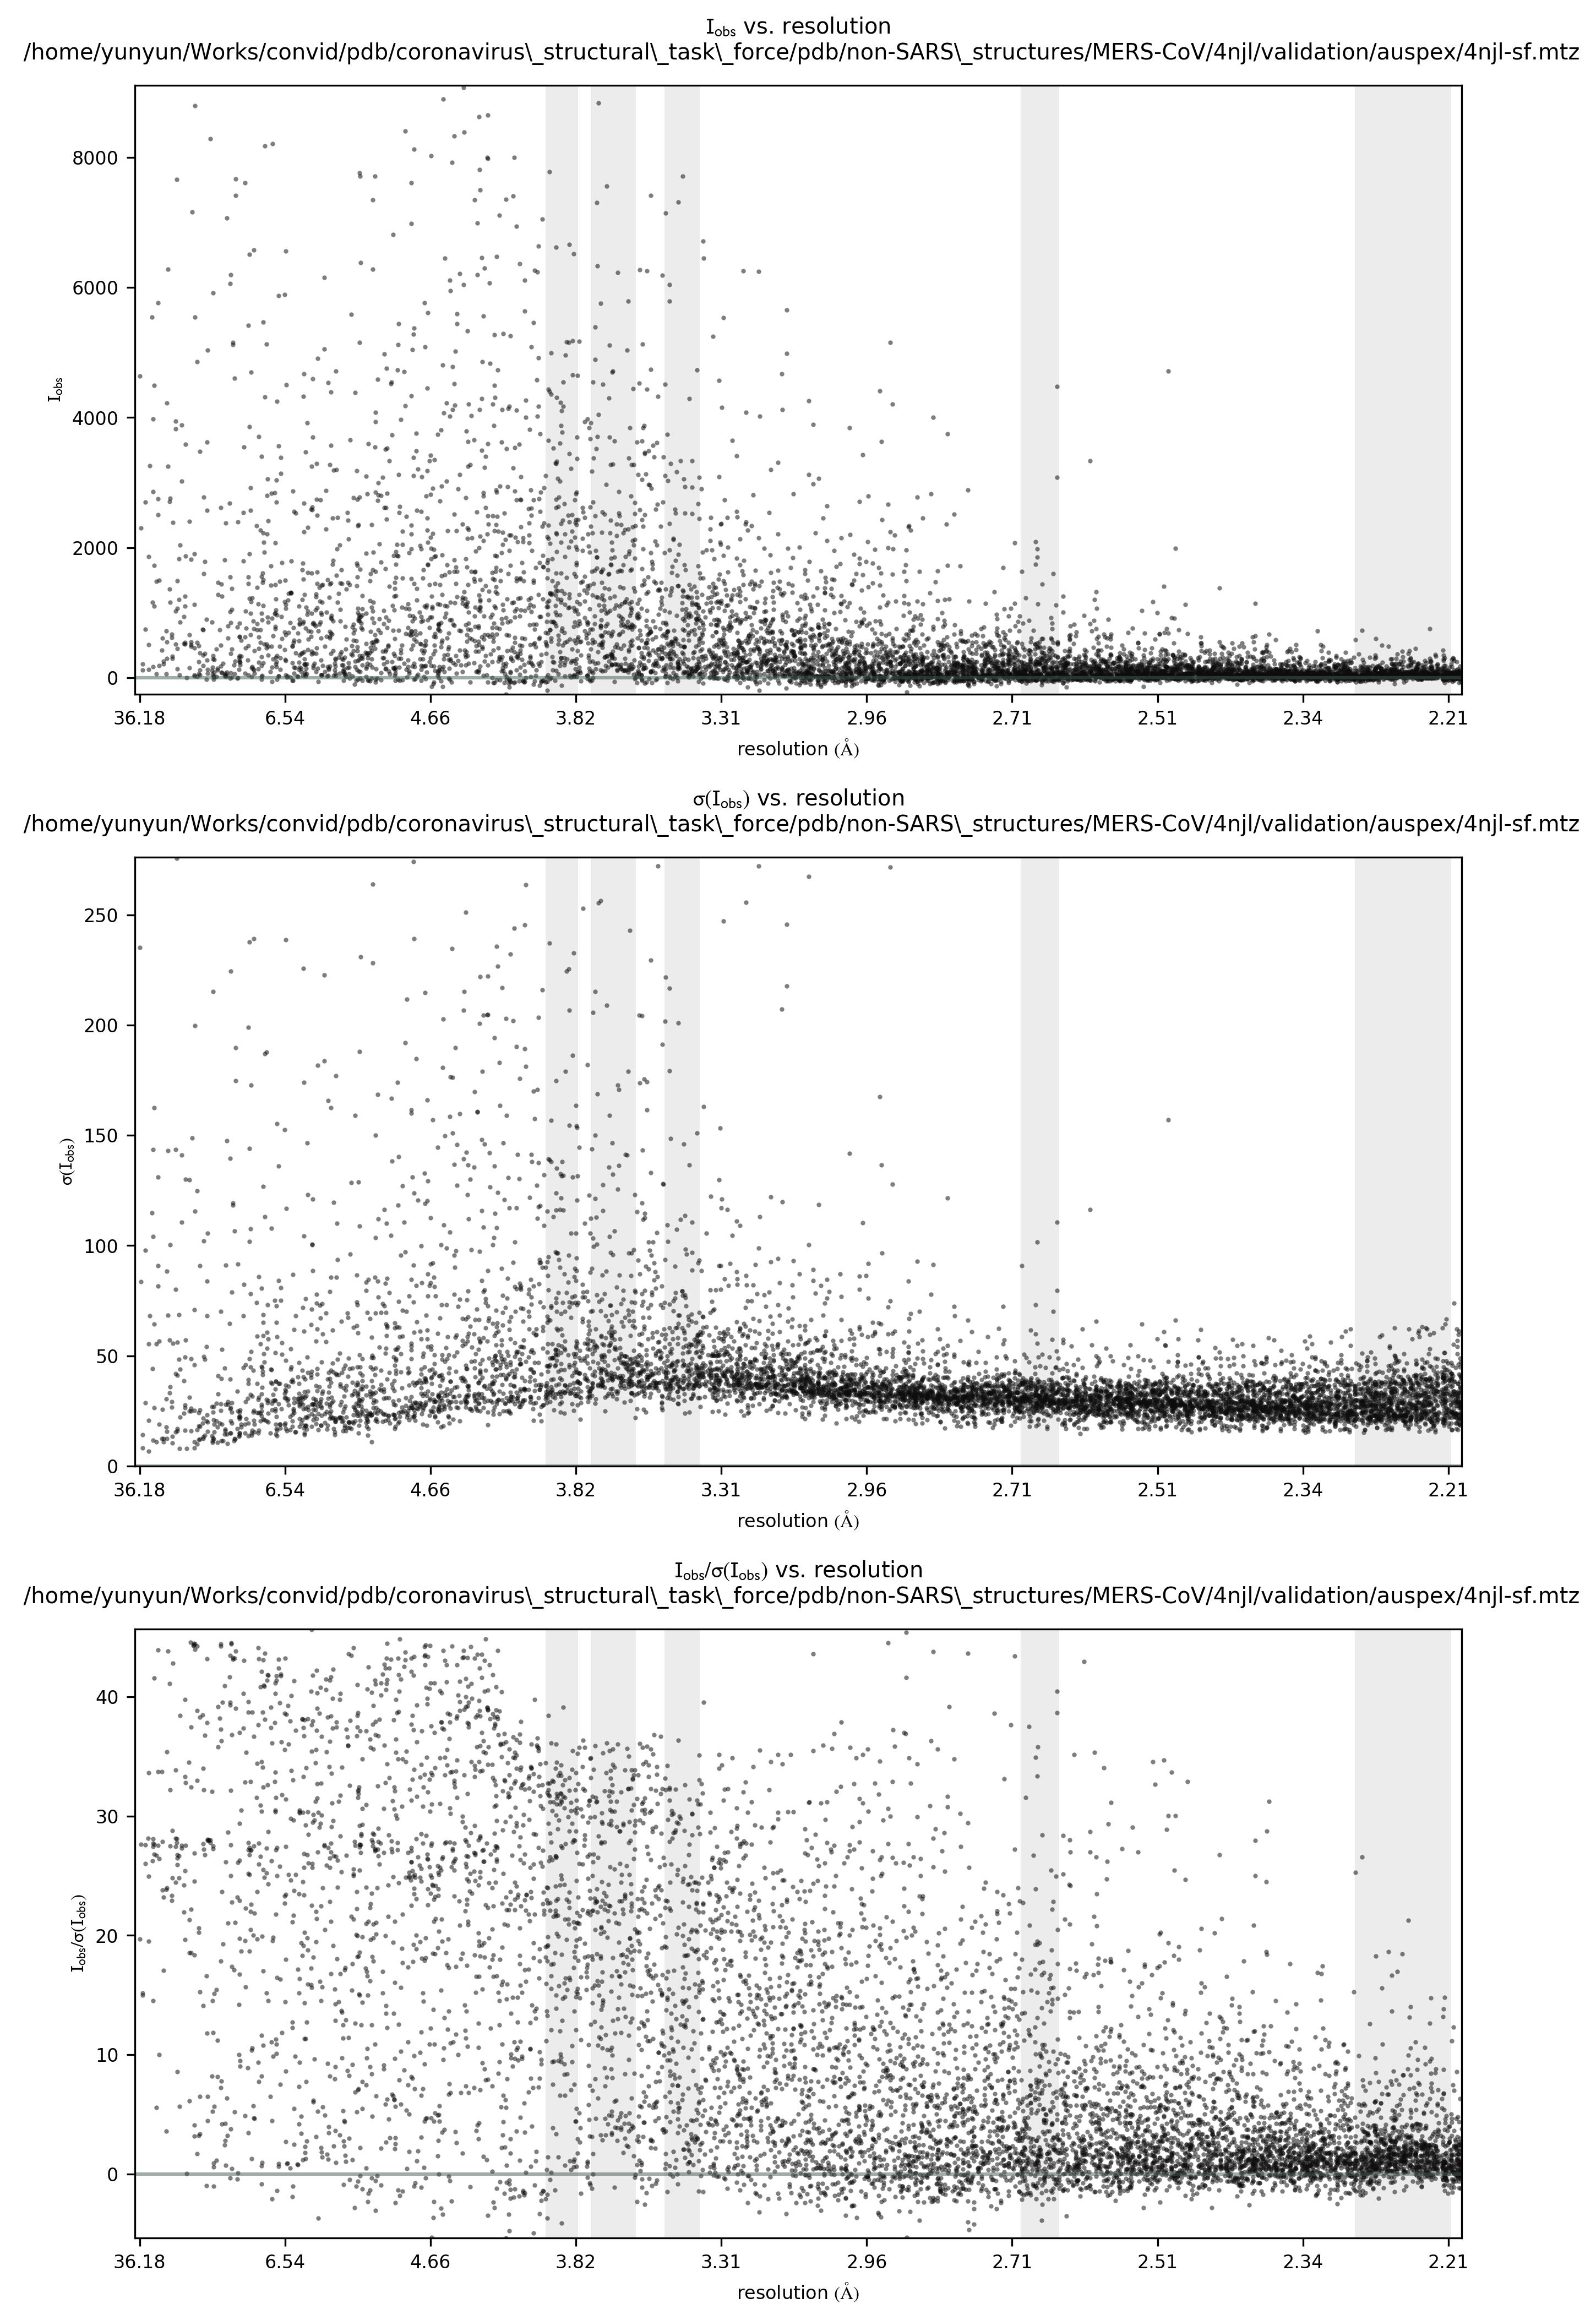 Iobs vs. resolution
/home/yunyun/Works/convid/pdb/coronavirus\_structural\_task\_force/pdb/non-SARS\_structures/MERS-CoV/4njl/validation/auspex/4njl-sf.mtz
Iobs
8000
6000
4000
2000
0
36.18 6.54 4.66 3.82 3.31 2.96 2.71 2.51 2.34 2.21
resolution (Å)
σ(Iobs) vs. resolution
/home/yunyun/Works/convid/pdb/coronavirus\_structural\_task\_force/pdb/non-SARS\_structures/MERS-CoV/4njl/validation/auspex/4njl-sf.mtz
σ(Iobs)
250
200
150
100
50
0
36.18 6.54 4.66 3.82 3.31 2.96 2.71 2.51 2.34 2.21
resolution (Å)
Iobs/σ(Iobs) vs. resolution
/home/yunyun/Works/convid/pdb/coronavirus\_structural\_task\_force/pdb/non-SARS\_structures/MERS-CoV/4njl/validation/auspex/4njl-sf.mtz
Iobs/σ(Iobs)
40
30
20
10
0
36.18 6.54 4.66 3.82 3.31 2.96 2.71 2.51 2.34 2.21
resolution (Å)